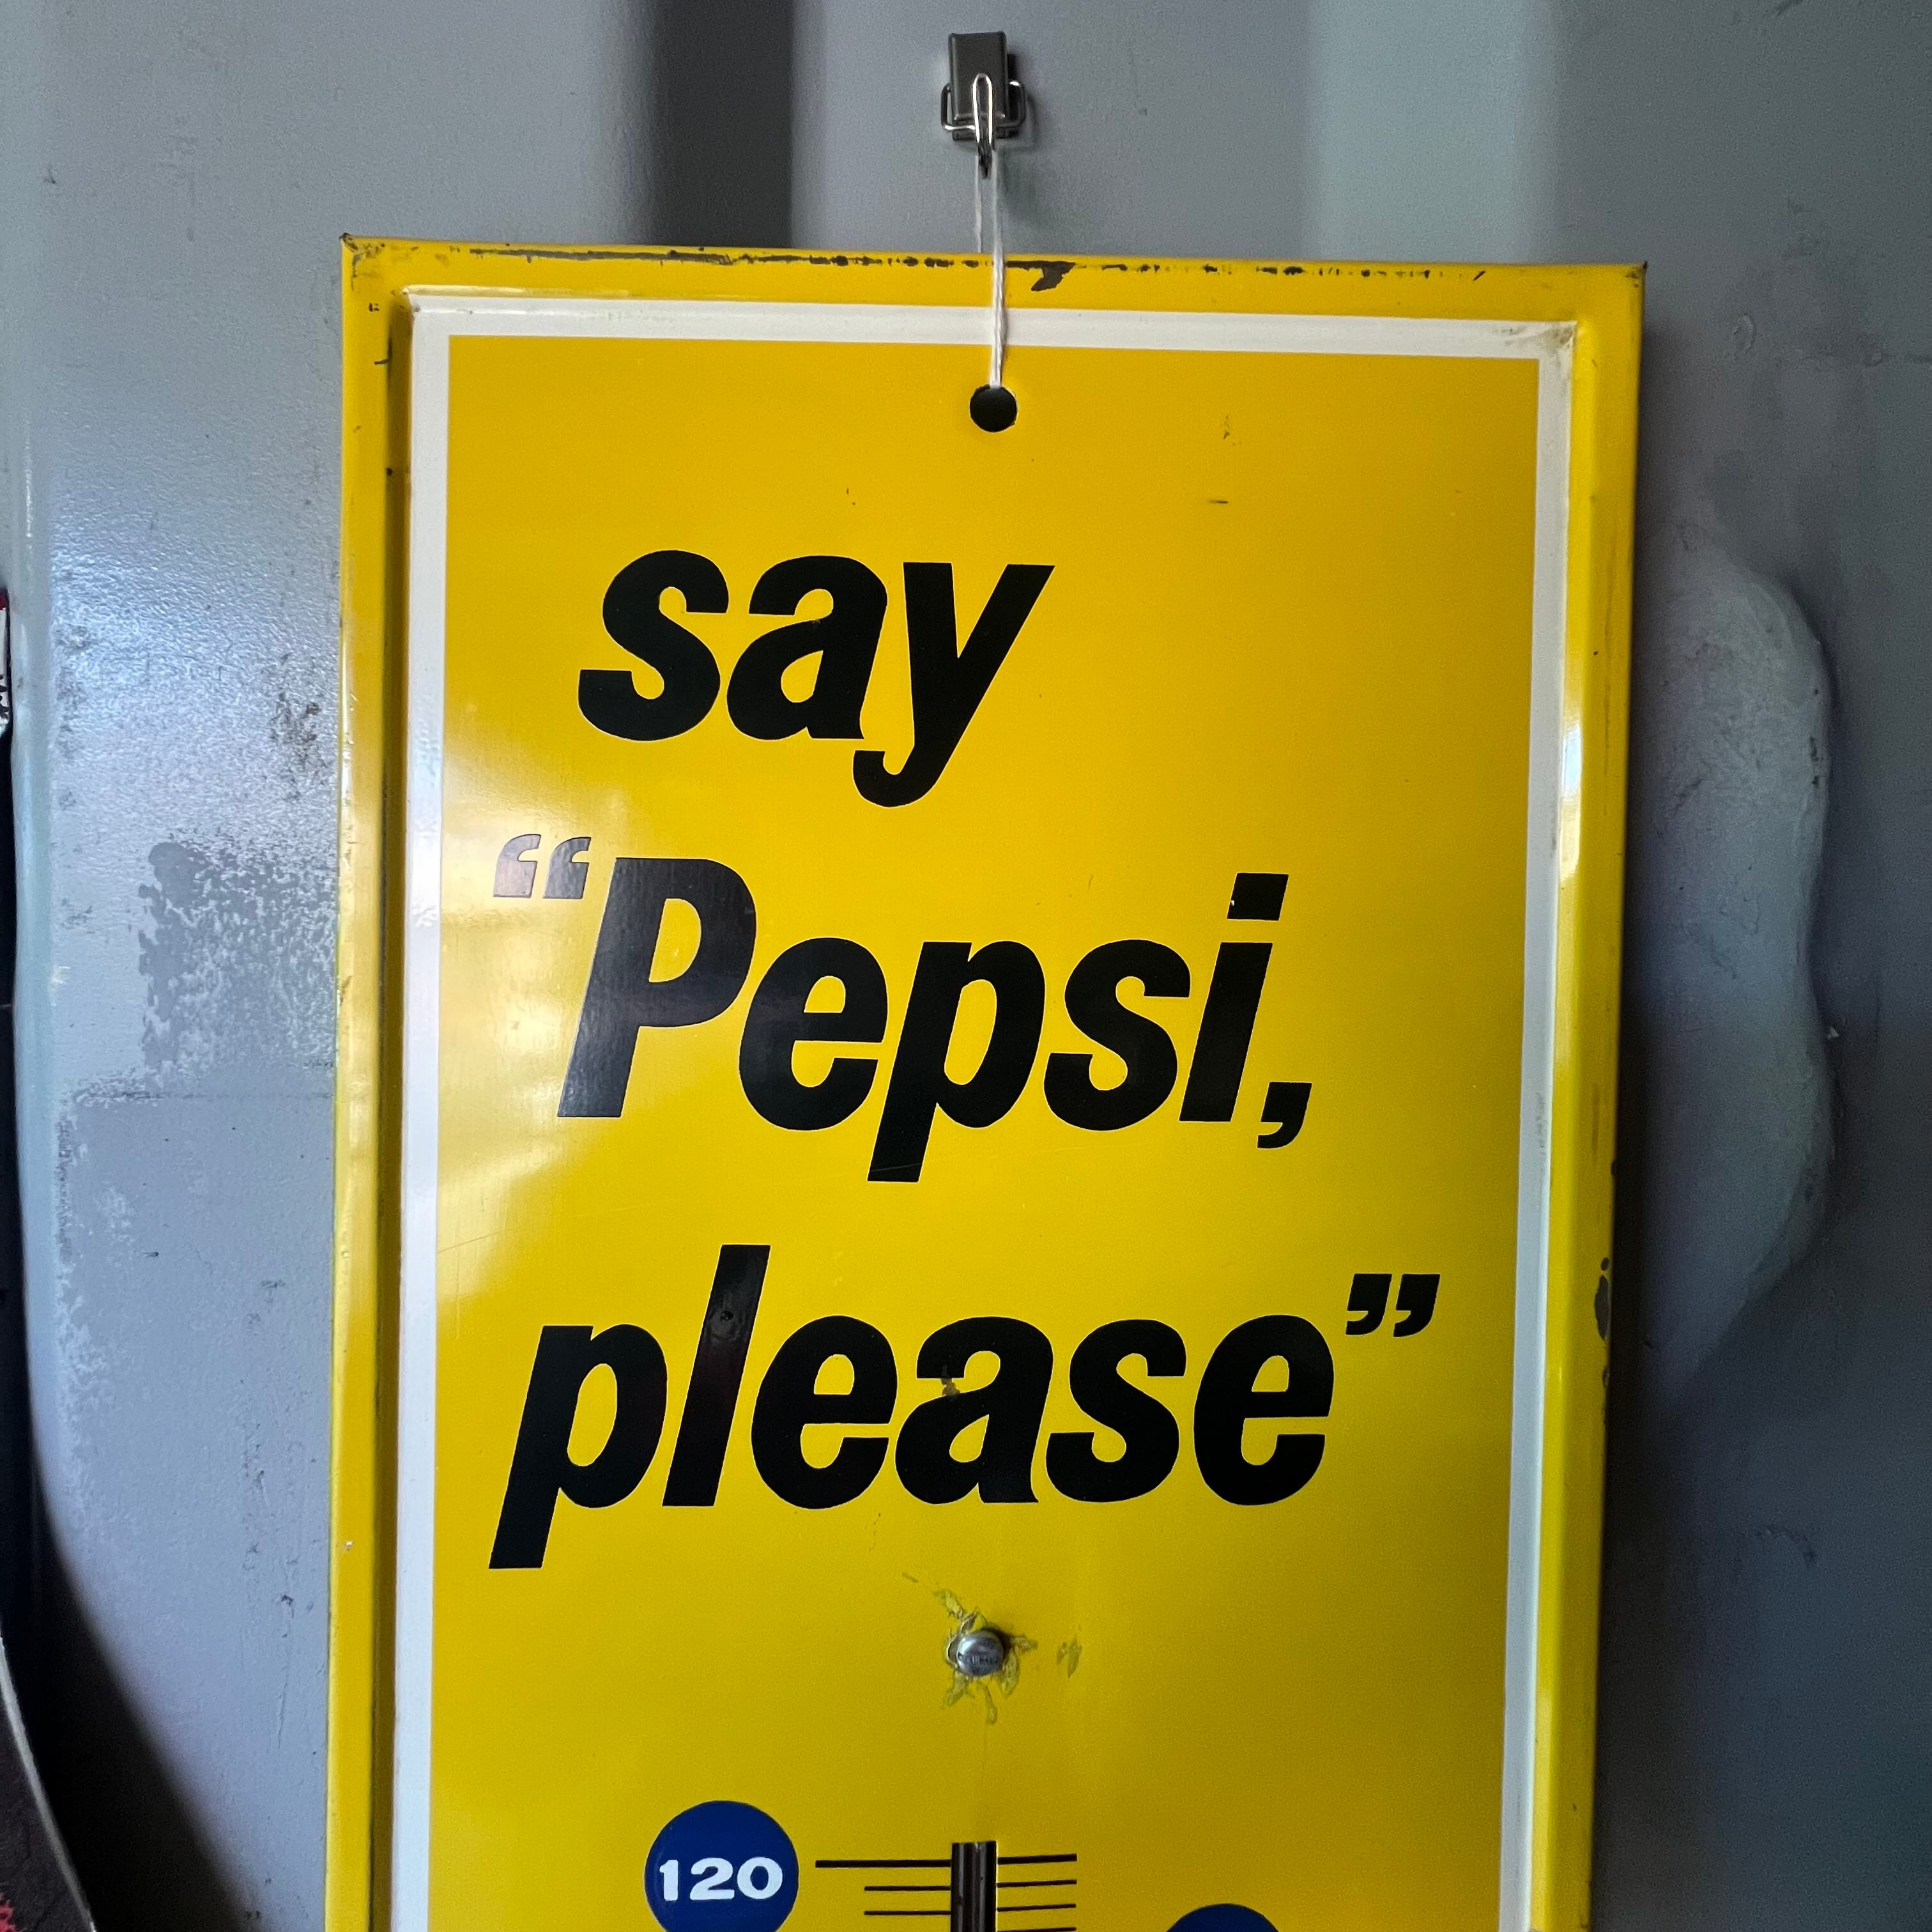 say
“Pepsi,
please”
120